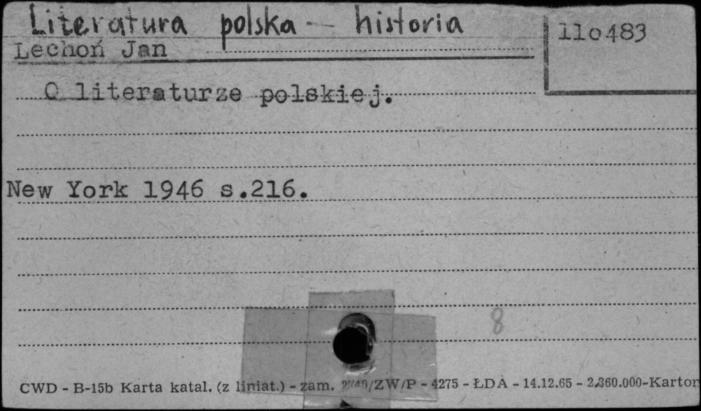 Literatura polska - historia
110483
Lechoń Jan
O literaturze polskiej.
New York 1946 s.216.
8
CWD - B-15b Karta katal. (z liniat.) - zam. /ZW/P - 4275 - ŁDA - 14.12.65 - 2.360.000-Karton